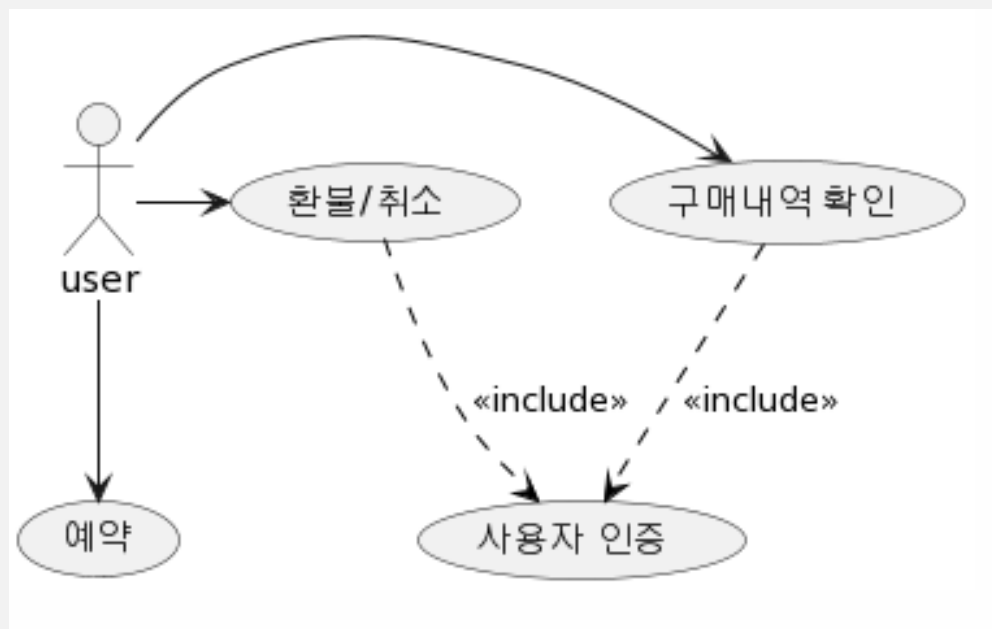 환불/취소
구매내역 확인
user
«include»
«include»
예약
사용자 인증